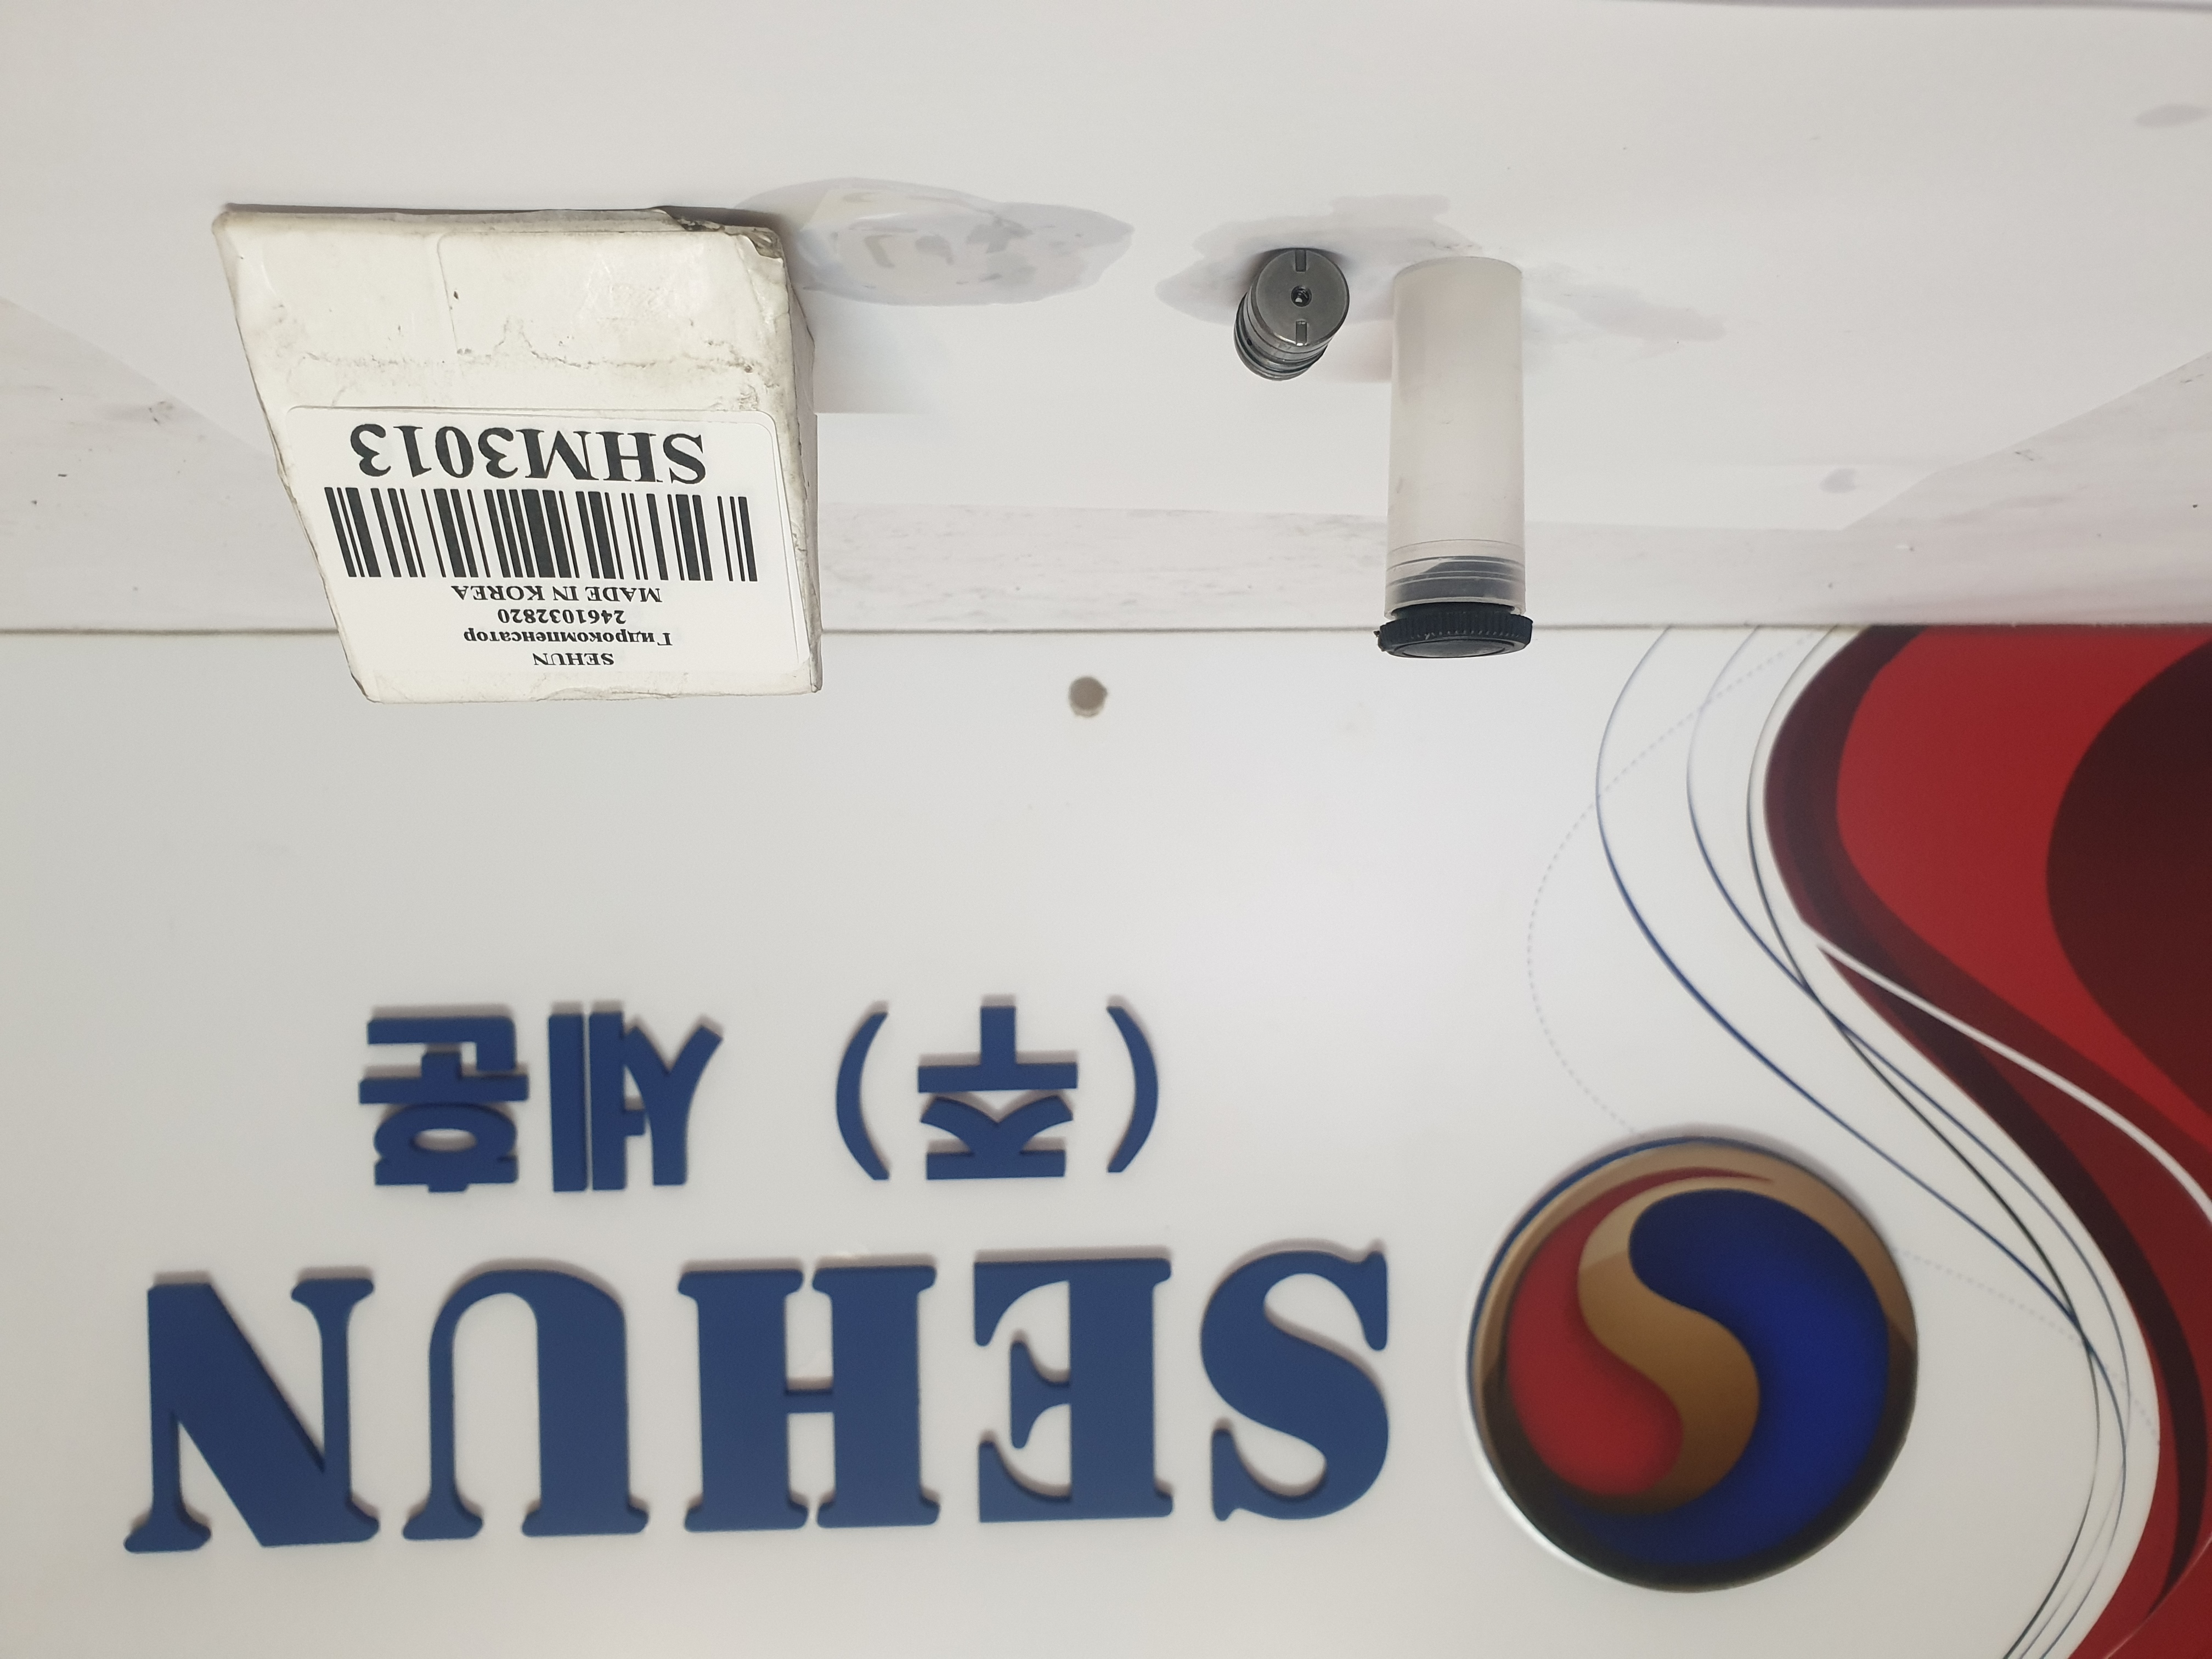 SEHUN
(주) 세훈
SEHUN
Гидрокомпенсатор
2461032820
MADE IN KOREA
SHM3013